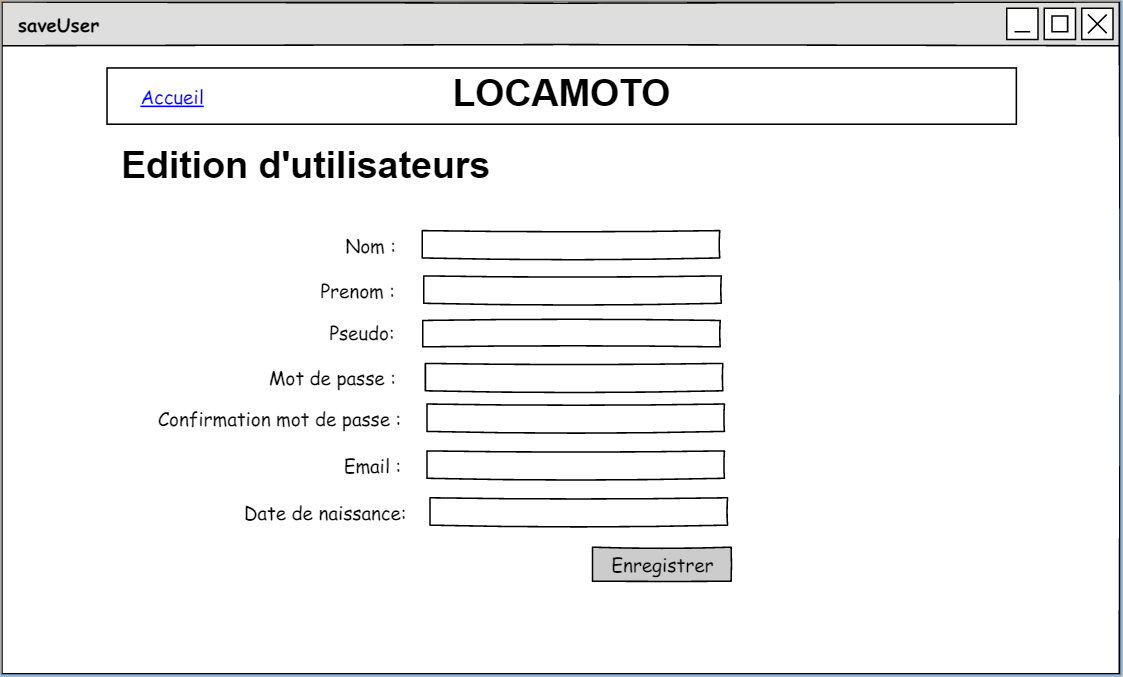 saveUser
Accueil
LOCAMOTO
Edition d'utilisateurs
Nom :
Prenom :
Pseudo:
Mot de passe :
Confirmation mot de passe :
Email :
Date de naissance:
Enregistrer